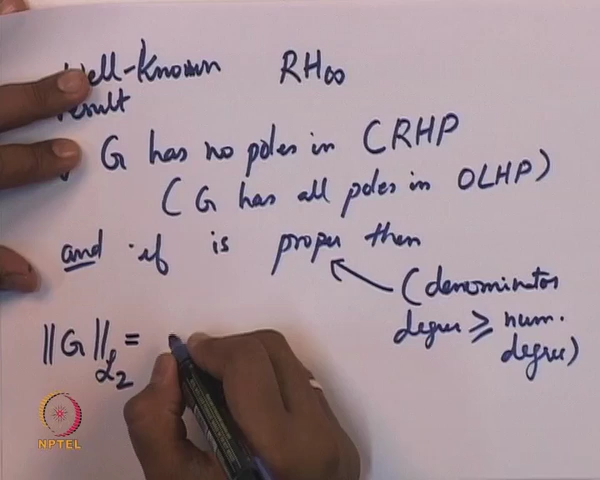 Well-Known RH∞
result
G has no poles in CRHP
(G has all poles in OLHP)
and if is proper then
(denominator
degree ≥ num.
degree)
||G||ℒ₂ =
NPTEL